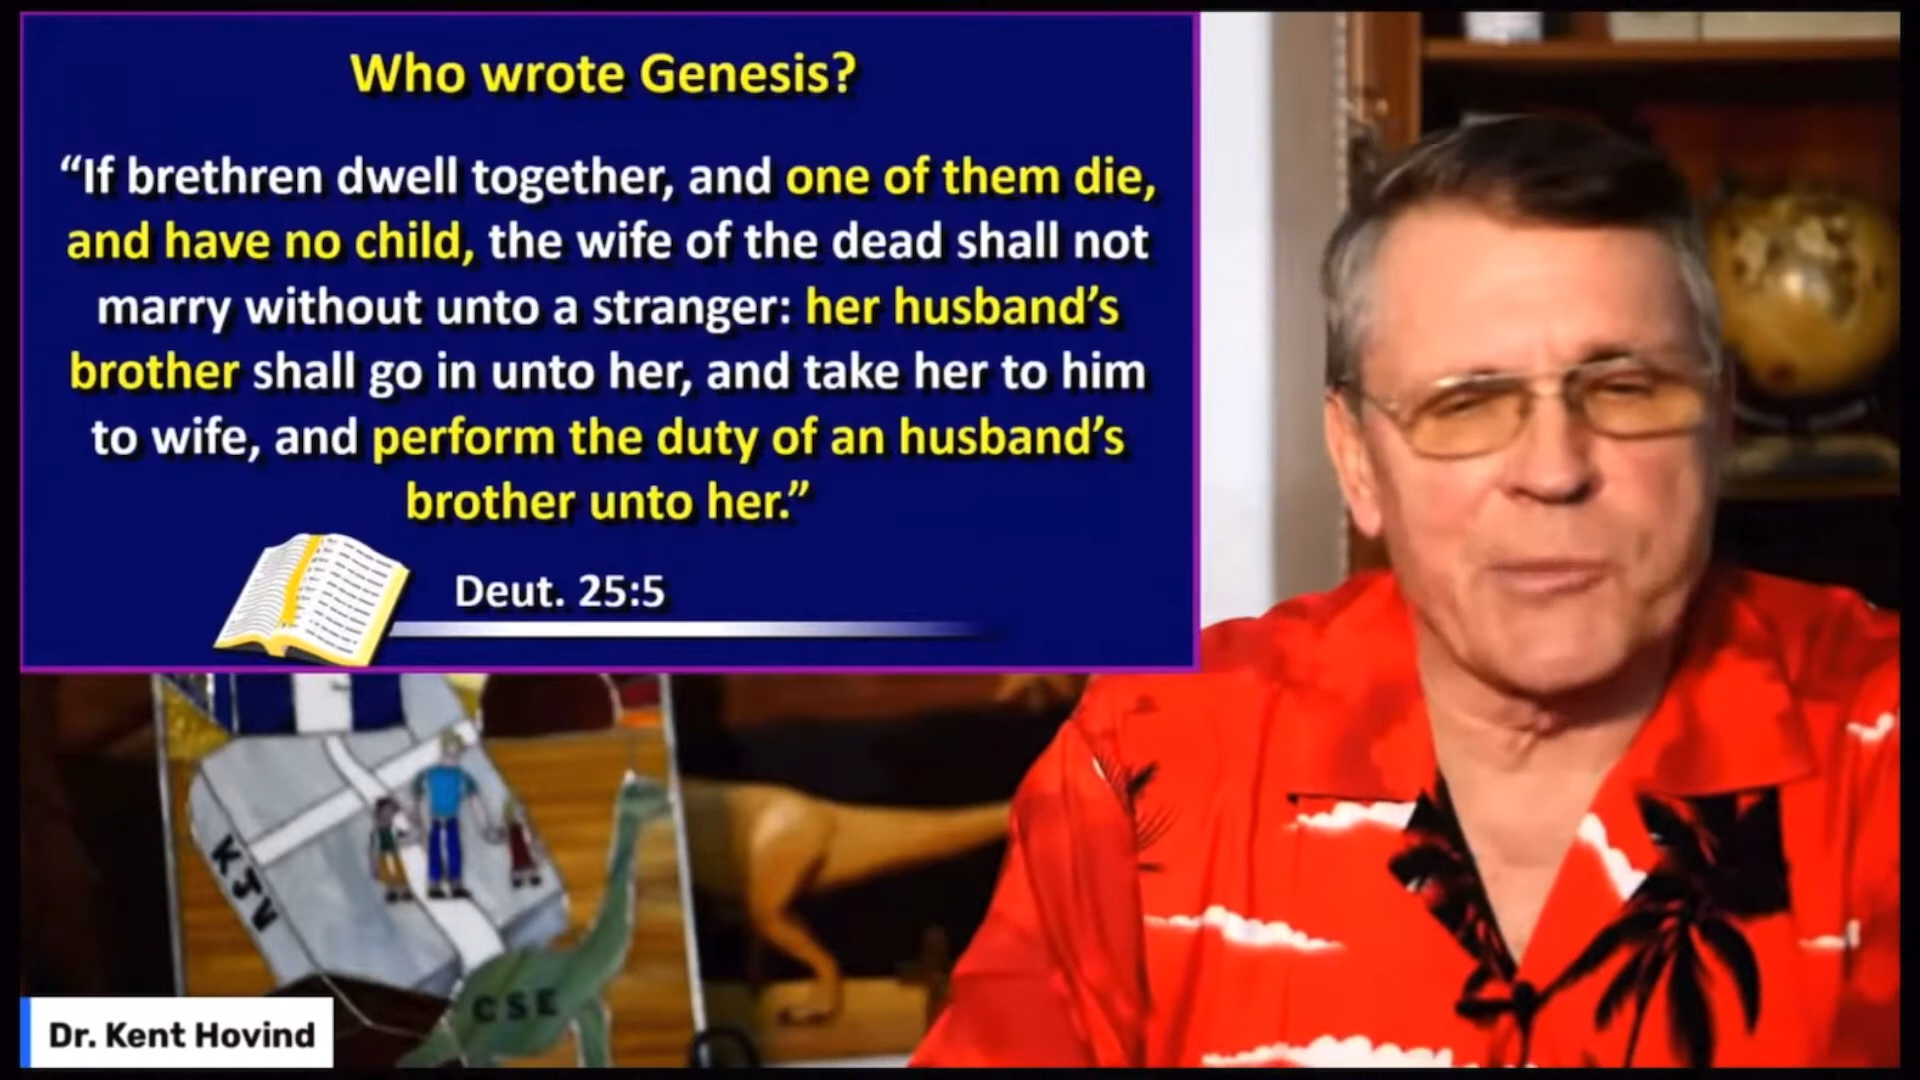 Who wrote Genesis?
“If brethren dwell together, and one of them die,
and have no child, the wife of the dead shall not
marry without unto a stranger: her husband’s
brother shall go in unto her, and take her to him
to wife, and perform the duty of an husband’s
brother unto her.”
Deut. 25:5
KJV
CSE
Dr. Kent Hovind